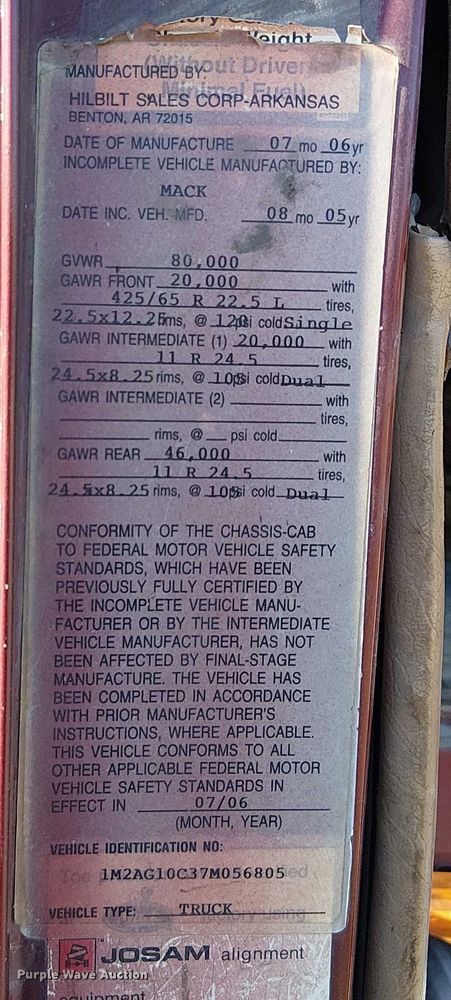 Weight
(Without Driver
Minimal Fuel)
MANUFACTURED BY:
HILBILT SALES CORP-ARKANSAS
BENTON, AR 72015
DATE OF MANUFACTURE 07 mo 06 yr
INCOMPLETE VEHICLE MANUFACTURED BY:
MACK
DATE INC. VEH. MFD. 08 mo 05 yr
GVWR 80,000
GAWR FRONT 20,000 with
425/65 R 22.5 L tires,
22.5x12.25 rims, @ 120 psi cold Single
GAWR INTERMEDIATE (1) 20,000 with
11 R 24.5 tires,
24.5x8.25 rims, @ 105 psi cold Dual
GAWR INTERMEDIATE (2) with
tires,
rims, @ psi cold
GAWR REAR 46,000 with
11 R 24.5 tires,
24.5x8.25 rims, @ 105 psi cold Dual
CONFORMITY OF THE CHASSIS-CAB
TO FEDERAL MOTOR VEHICLE SAFETY
STANDARDS, WHICH HAVE BEEN
PREVIOUSLY FULLY CERTIFIED BY
THE INCOMPLETE VEHICLE MANU-
FACTURER OR BY THE INTERMEDIATE
VEHICLE MANUFACTURER, HAS NOT
BEEN AFFECTED BY FINAL-STAGE
MANUFACTURE. THE VEHICLE HAS
BEEN COMPLETED IN ACCORDANCE
WITH PRIOR MANUFACTURER'S
INSTRUCTIONS, WHERE APPLICABLE.
THIS VEHICLE CONFORMS TO ALL
OTHER APPLICABLE FEDERAL MOTOR
VEHICLE SAFETY STANDARDS IN
EFFECT IN 07/06
(MONTH, YEAR)
VEHICLE IDENTIFICATION NO:
1M2AG10C37M056805
VEHICLE TYPE: TRUCK
using
JOSAM alignment
equipment
Purple Wave Auction